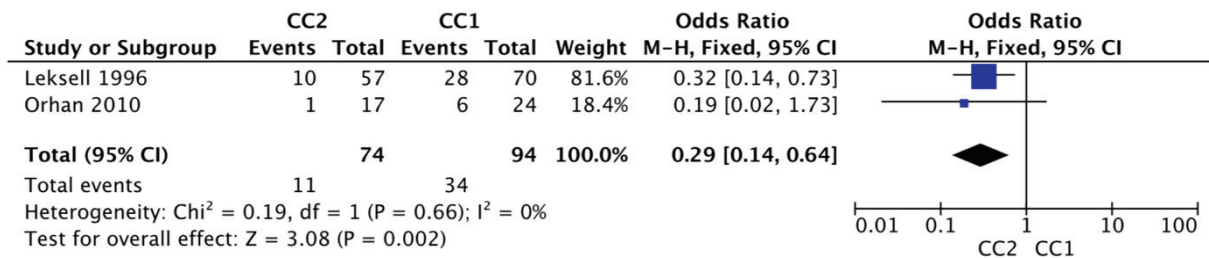 CC2 CC1 Odds Ratio Odds Ratio
Study or Subgroup Events Total Events Total Weight M-H, Fixed, 95% CI M-H, Fixed, 95% CI
Leksell 1996 10 57 28 70 81.6% 0.32 [0.14, 0.73]
Orhan 2010 1 17 6 24 18.4% 0.19 [0.02, 1.73]
Total (95% CI) 74 94 100.0% 0.29 [0.14, 0.64]
Total events 11 34
Heterogeneity: Chi² = 0.19, df = 1 (P = 0.66); I² = 0%
Test for overall effect: Z = 3.08 (P = 0.002)
0.01 0.1 1 10 100
CC2 CC1